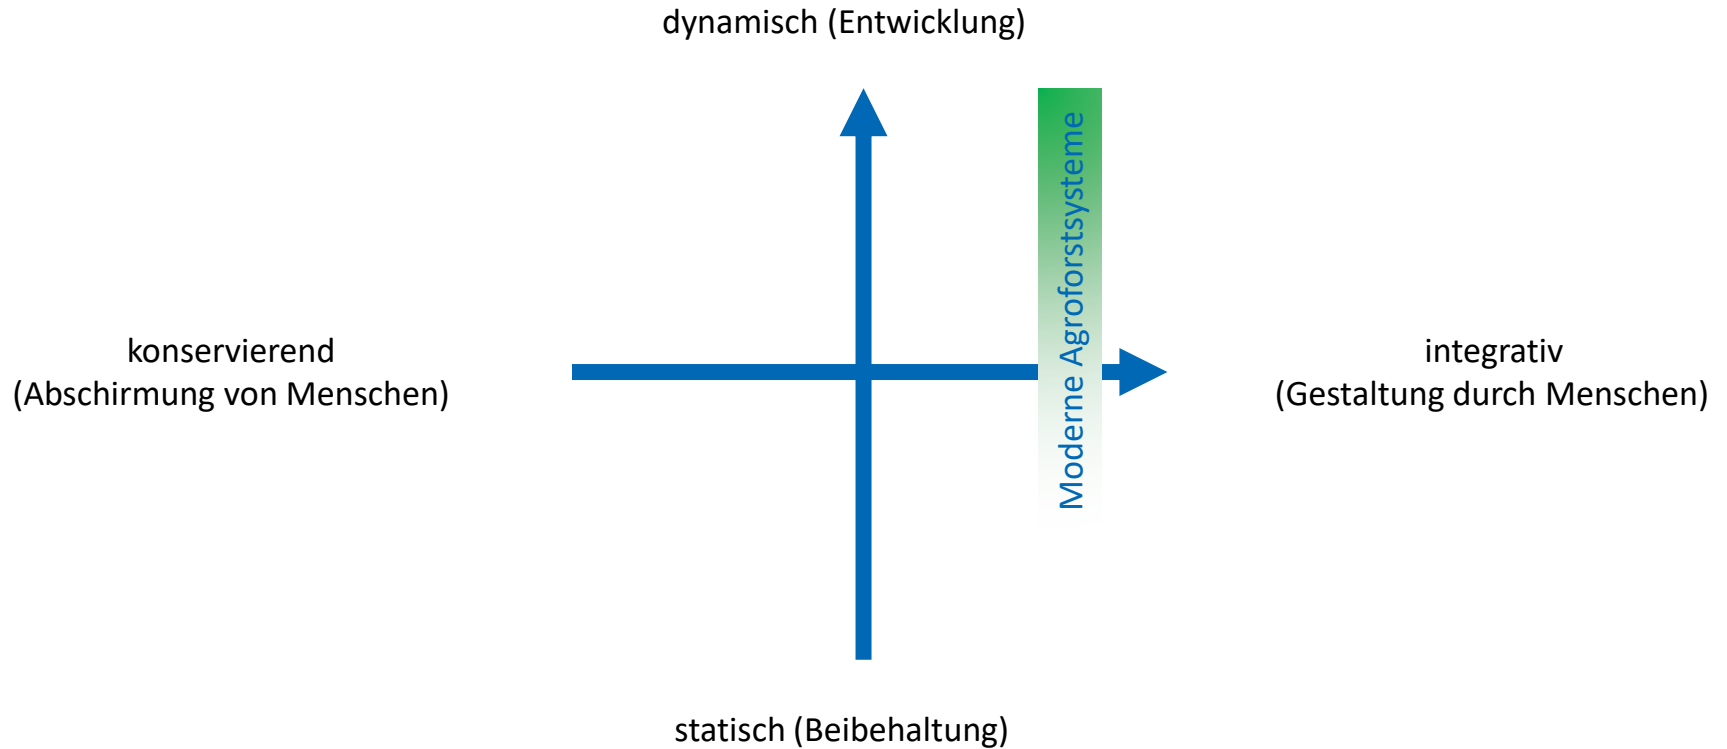 dynamisch (Entwicklung)
Moderne Agroforstsysteme
konservierend
(Abschirmung von Menschen)
integrativ
(Gestaltung durch Menschen)
statisch (Beibehaltung)